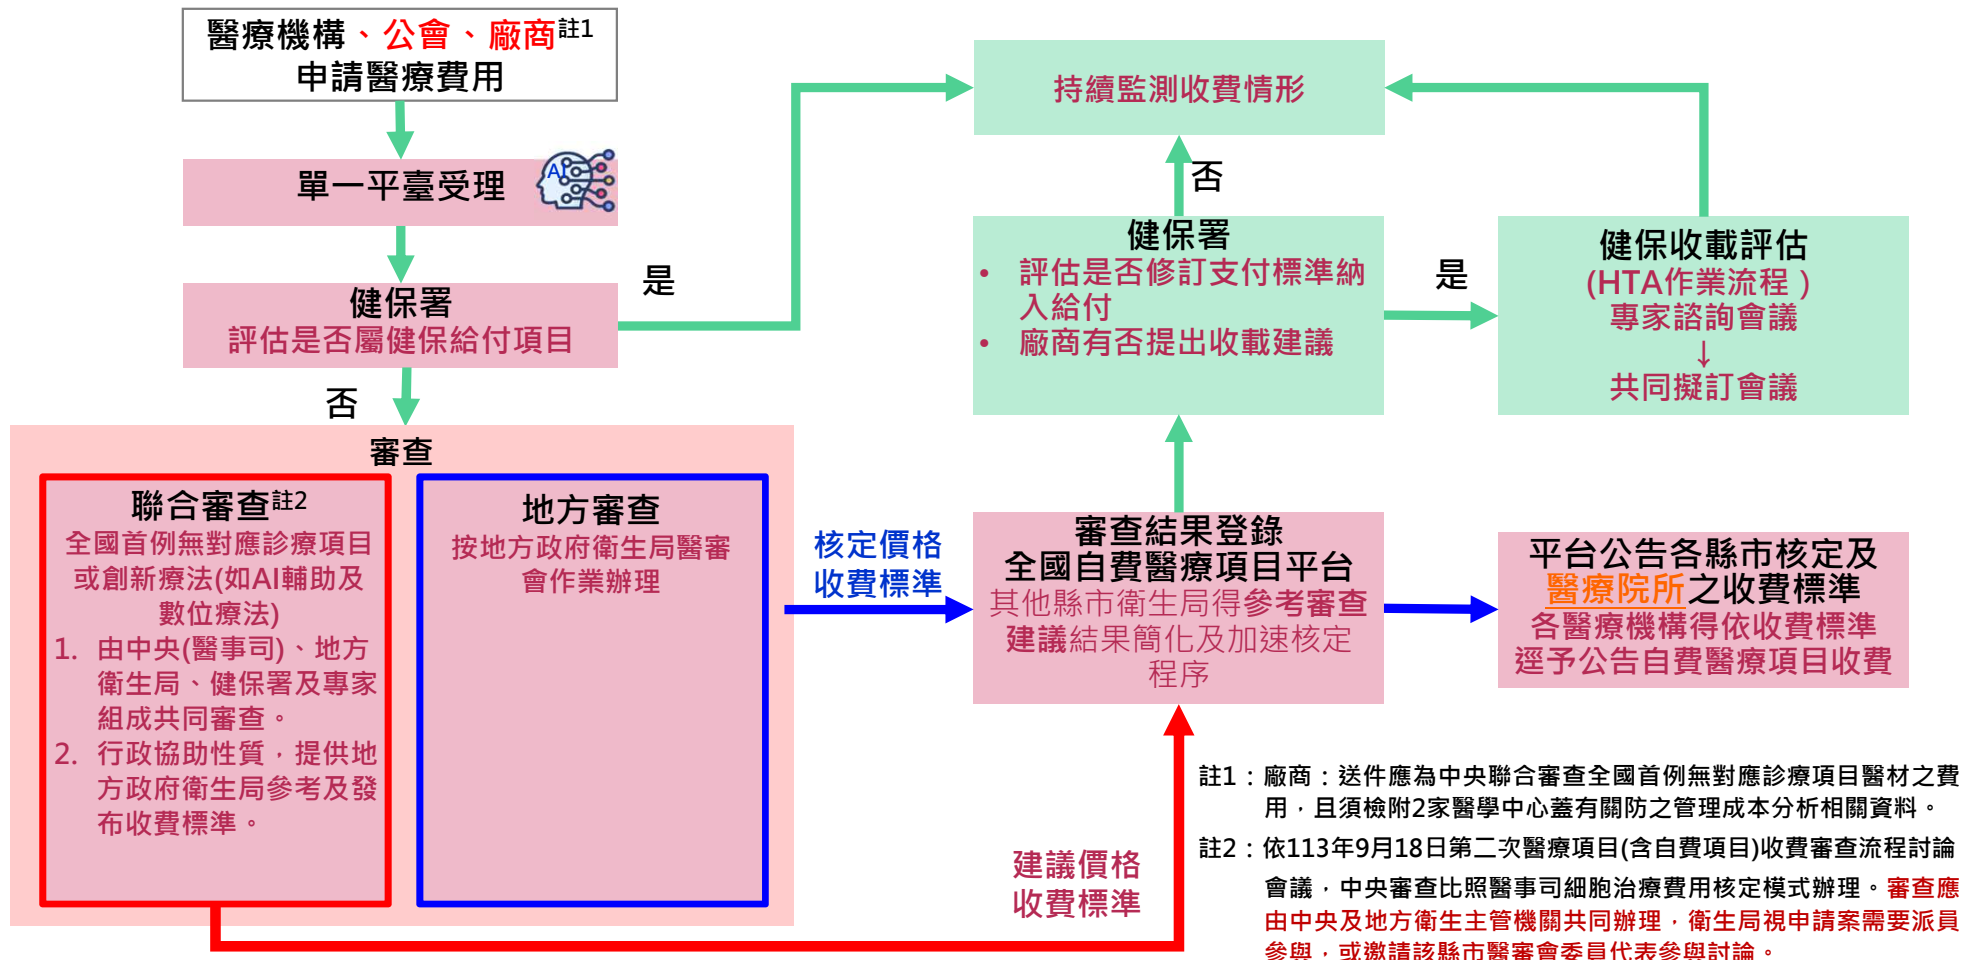 醫療機構、公會、廠商註1
申請醫療費用
單一平臺受理
AI
健保署
評估是否屬健保給付項目
是
否
審查
聯合審查註2
全國首例無對應診療項目
或創新療法(如AI輔助及
數位療法)
1. 由中央(醫事司)、地方
衛生局、健保署及專家
組成共同審查。
2. 行政協助性質，提供地
方政府衛生局參考及發
布收費標準。
地方審查
按地方政府衛生局醫審
會作業辦理
核定價格
收費標準
建議價格
收費標準
持續監測收費情形
否
健保署
• 評估是否修訂支付標準納
入給付
• 廠商有否提出收載建議
是
健保收載評估
(HTA作業流程)
專家諮詢會議
↓
共同擬訂會議
審查結果登錄
全國自費醫療項目平台
其他縣市衛生局得參考審查
建議結果簡化及加速核定
程序
平台公告各縣市核定及
醫療院所之收費標準
各醫療機構得依收費標準
逕予公告自費醫療項目收費
註1：廠商：送件應為中央聯合審查全國首例無對應診療項目醫材之費
用，且須檢附2家醫學中心蓋有關防之管理成本分析相關資料。
註2：依113年9月18日第二次醫療項目(含自費項目)收費審查流程討論
會議，中央審查比照醫事司細胞治療費用核定模式辦理。審查應
由中央及地方衛生主管機關共同辦理，衛生局視申請案需要派員
參與，或邀請該縣市醫審會委員代表參與討論。